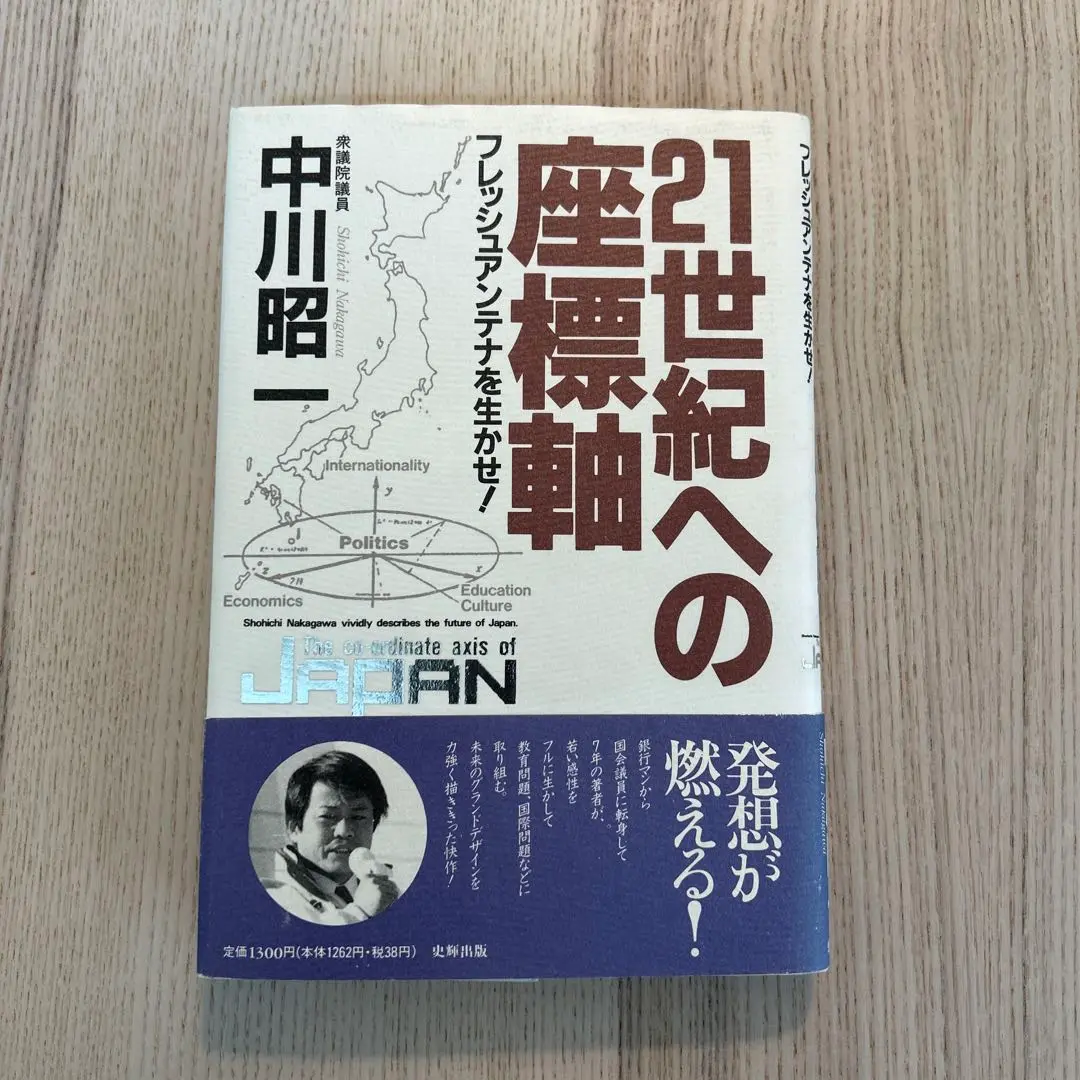 21世紀への
座標軸
フレッシュアンテナを生かせ!
衆議院議員
中川昭一
Shohichi Nakagawa
Internationality
y
Politics
x
z
Economics
Education
Culture
Shohichi Nakagawa vividly describes the future of Japan.
The co-ordinate axis of
JAPAN
発想が
燃える!
銀行マンから
国会議員に転身して
7年の著者が、
若い感性を
フルに生かして
教育問題、国際問題などに
取り組む。
未来のグランドデザインを
力強く描ききった快作!
定価1300円(本体1262円・税38円) 史輝出版
フレッシュアンテナを生かせ!
Shohichi Nakagawa